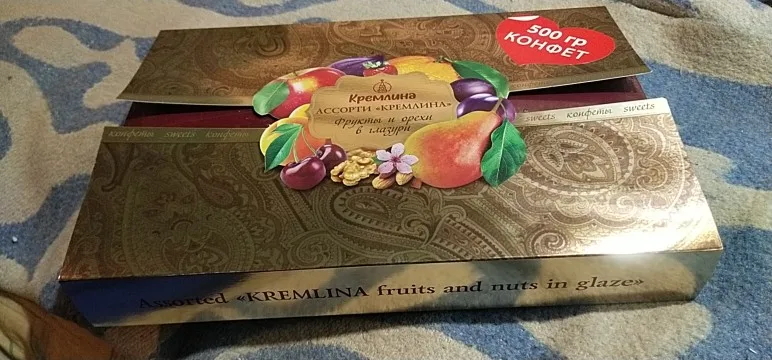 500 гр
КОНФЕТ
Кремлина
АССОРТИ «КРЕМЛИНА»
Фрукты и орехи
в глазури
конфеты sweets конфеты
sweets конфеты sweets
Assorted «KREMLINA fruits and nuts in glaze»